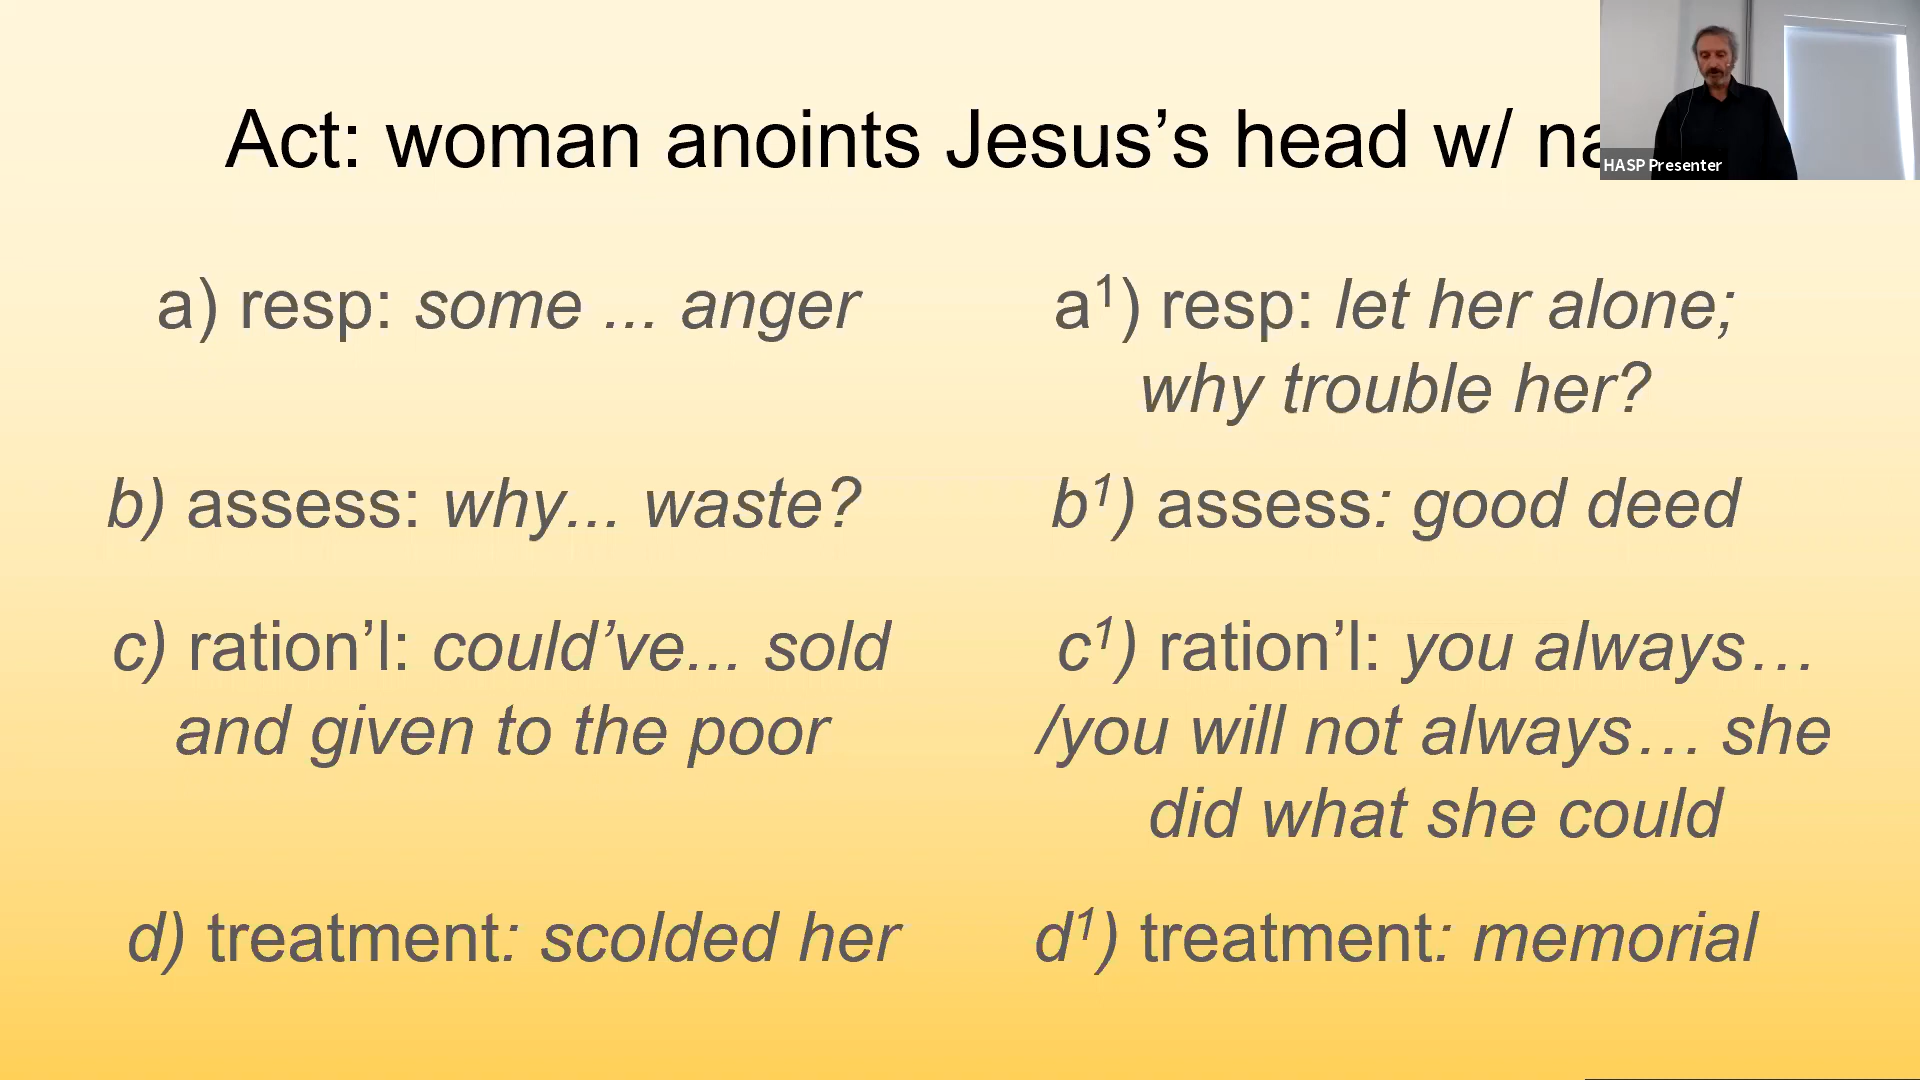 Act: woman anoints Jesus’s head w/
HASP Presenter
a) resp: some ... anger
a¹) resp: let her alone;
why trouble her?
b) assess: why... waste?
b¹) assess: good deed
c) ration’l: could’ve... sold
and given to the poor
c¹) ration’l: you always…
/you will not always… she
did what she could
d) treatment: scolded her
d¹) treatment: memorial